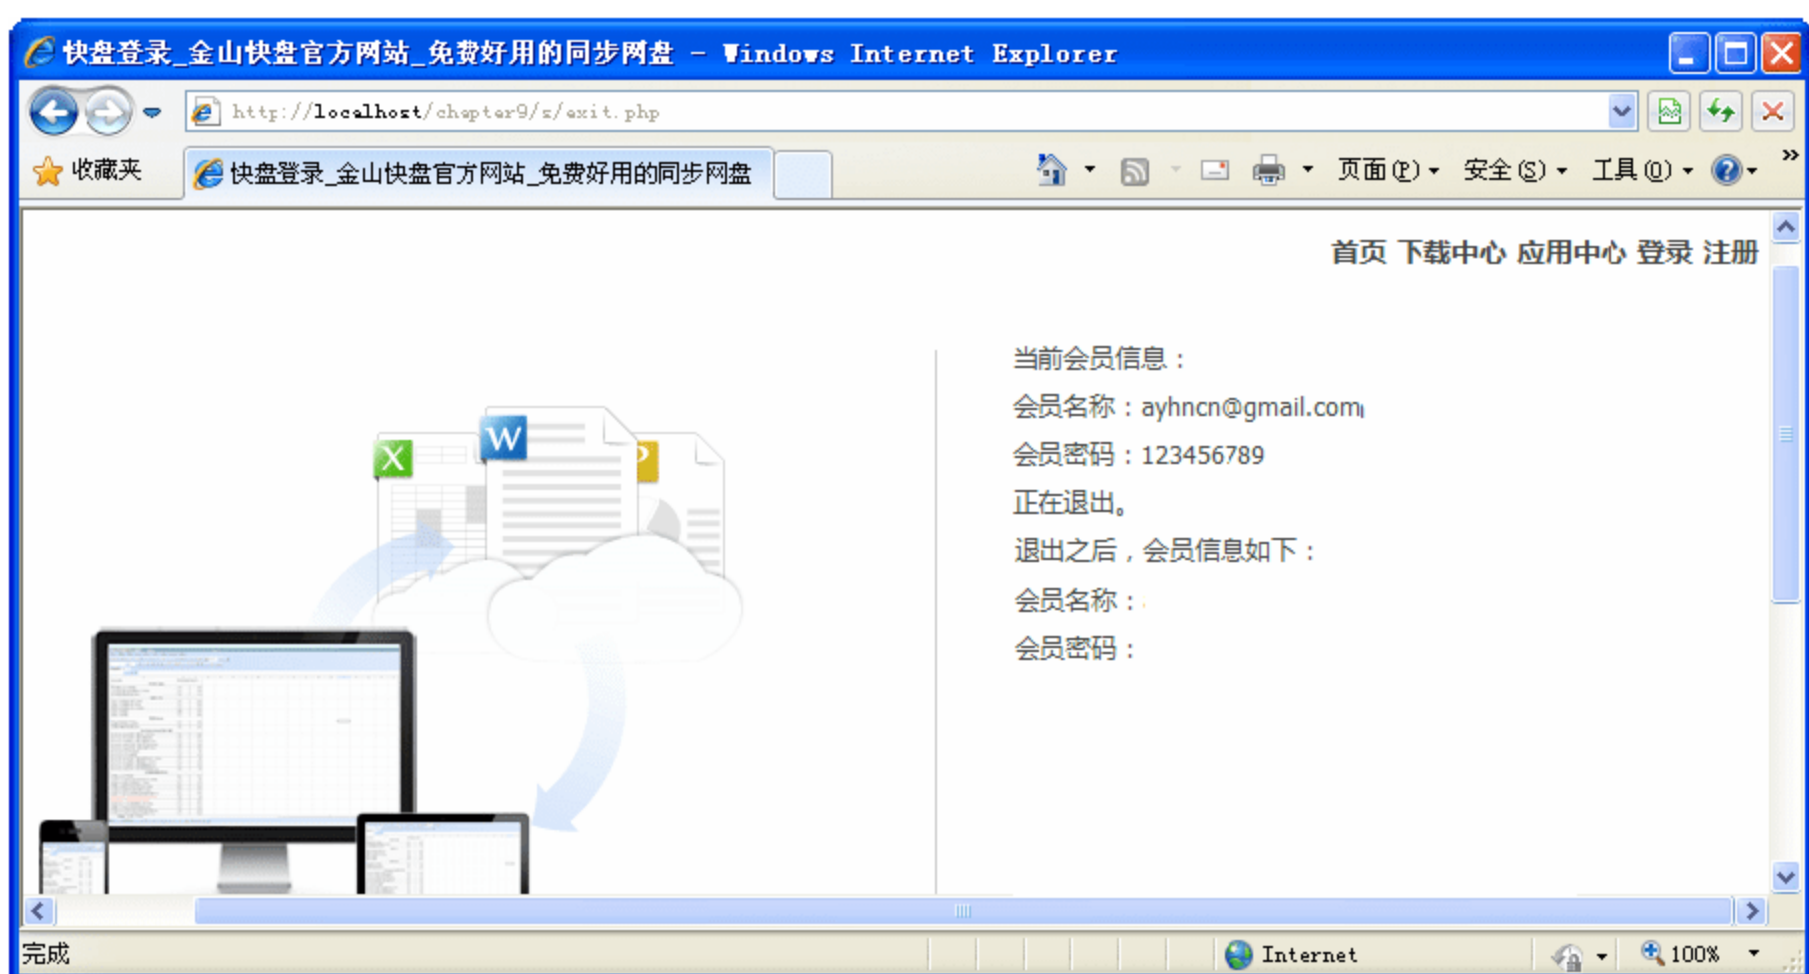 快盘登录_金山快盘官方网站_免费好用的同步网盘 - Windows Internet Explorer
http://localhost/chapter9/s/exit.php
收藏夹
快盘登录_金山快盘官方网站_免费好用的同步网盘
页面(P) 安全(S) 工具(O) »
首页 下载中心 应用中心 登录 注册
当前会员信息：
会员名称：ayhncn@gmail.com
会员密码：123456789
正在退出。
退出之后，会员信息如下：
会员名称：
会员密码：
X
W
P
完成
Internet
100%